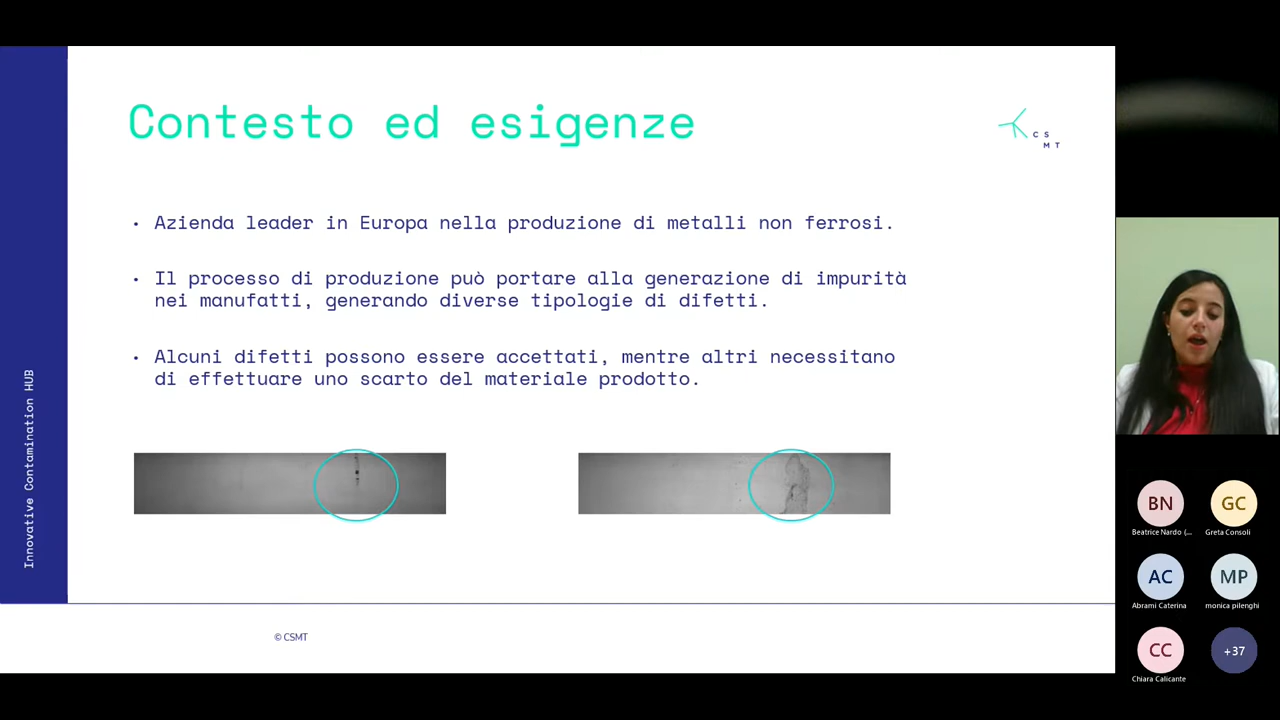 Contesto ed esigenze
C S
M T
• Azienda leader in Europa nella produzione di metalli non ferrosi.
• Il processo di produzione può portare alla generazione di impurità
nei manufatti, generando diverse tipologie di difetti.
• Alcuni difetti possono essere accettati, mentre altri necessitano
di effettuare uno scarto del materiale prodotto.
Innovative Contamination HUB
© CSMT
BN
GC
Beatrice Nardo (...
Greta Consoli
AC
MP
Abrami Caterina
monica pilenghi
CC
+37
Chiara Calicante